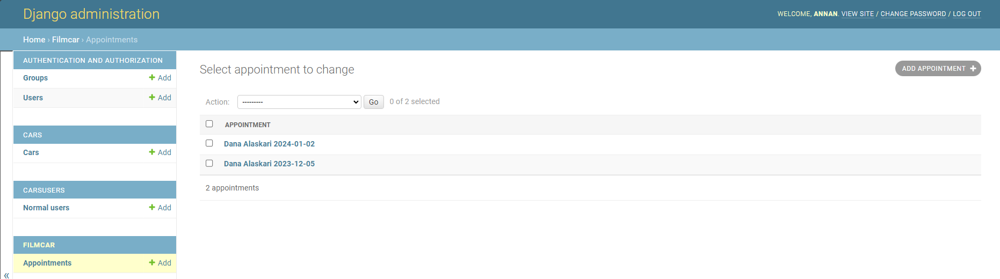 Django administration
WELCOME, ANNAN. VIEW SITE / CHANGE PASSWORD / LOG OUT
Home › Filmcar › Appointments
AUTHENTICATION AND AUTHORIZATION
Groups + Add
Users + Add
CARS
Cars + Add
CARSUSERS
Normal users + Add
FILMCAR
Appointments + Add
«
Select appointment to change
ADD APPOINTMENT +
Action: --------- Go 0 of 2 selected
APPOINTMENT
Dana Alaskari 2024-01-02
Dana Alaskari 2023-12-05
2 appointments